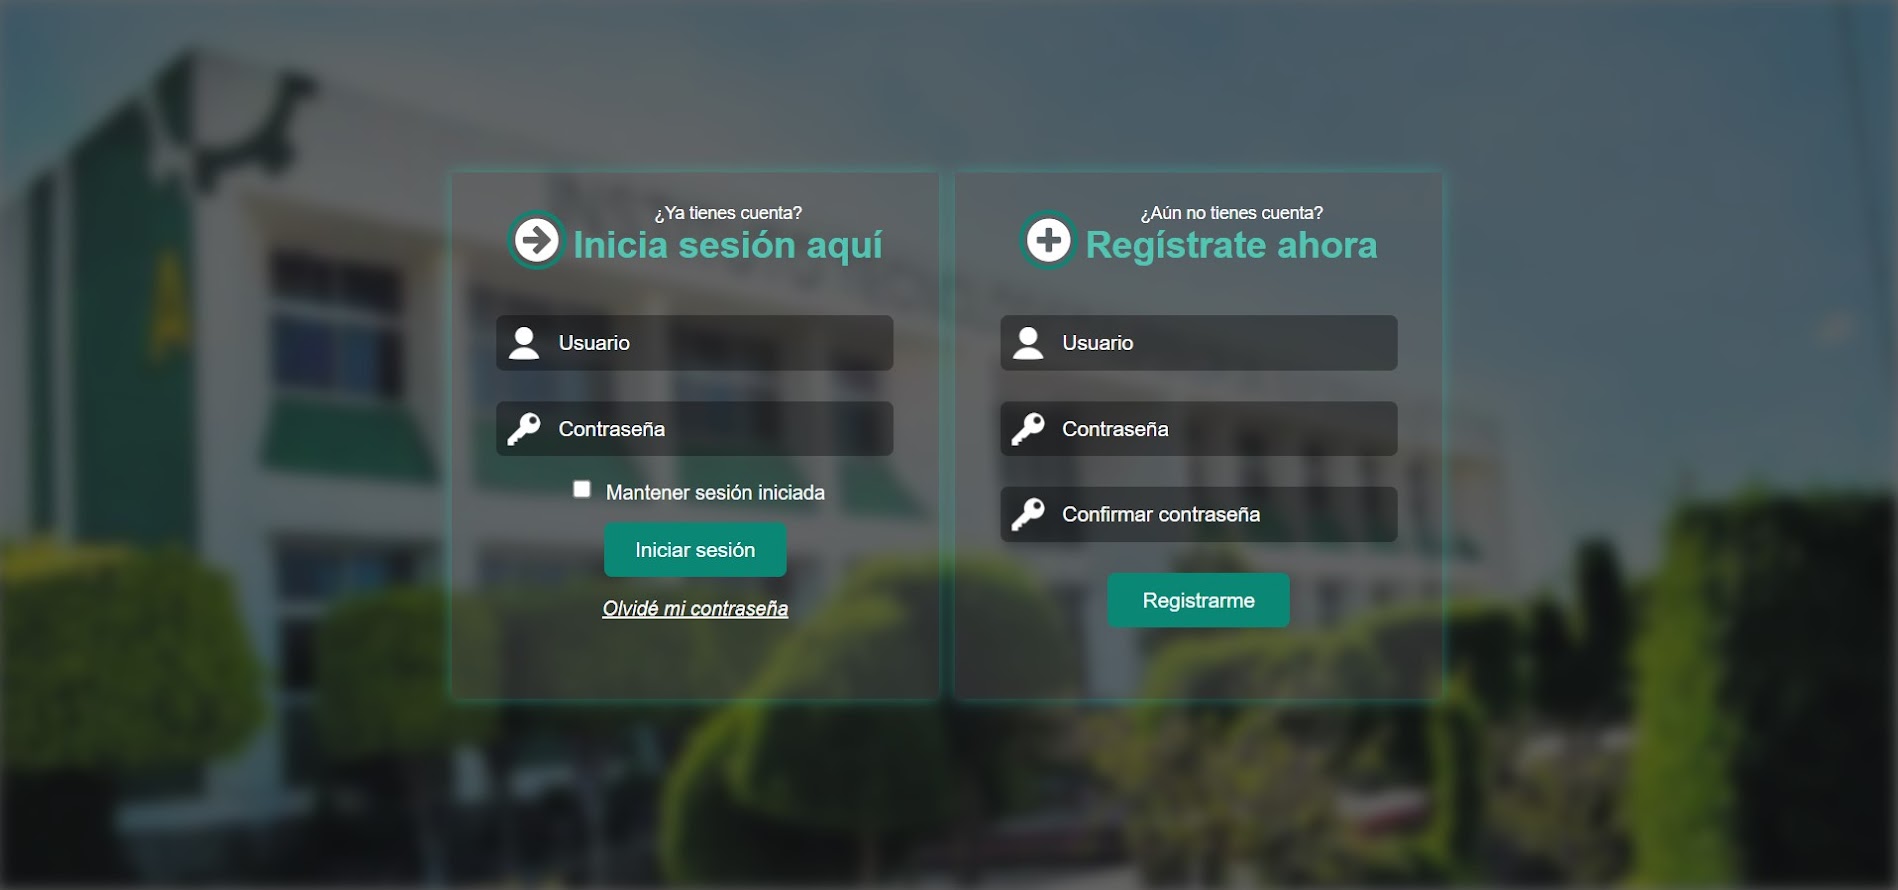 ¿Ya tienes cuenta?
Inicia sesión aquí
Usuario
Contraseña
Mantener sesión iniciada
Iniciar sesión
Olvidé mi contraseña
¿Aún no tienes cuenta?
Regístrate ahora
Usuario
Contraseña
Confirmar contraseña
Registrarme